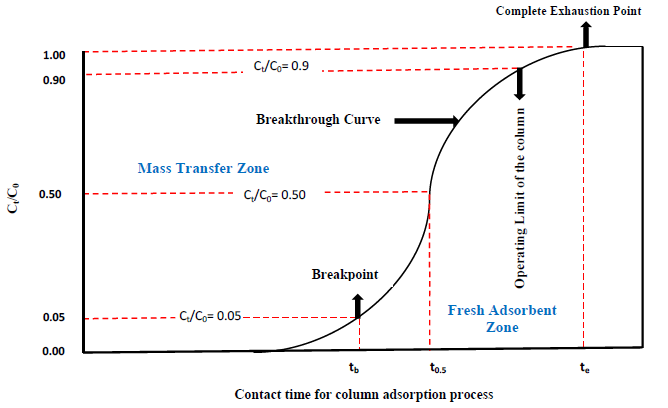 Complete Exhaustion Point
1.00
0.90
Ct/C0= 0.9
Breakthrough Curve
Operating Limit of the column
Mass Transfer Zone
Ct/C0
0.50
Ct/C0= 0.50
Breakpoint
0.05
Ct/C0= 0.05
Fresh Adsorbent
Zone
0.00
tb
t0.5
te
Contact time for column adsorption process